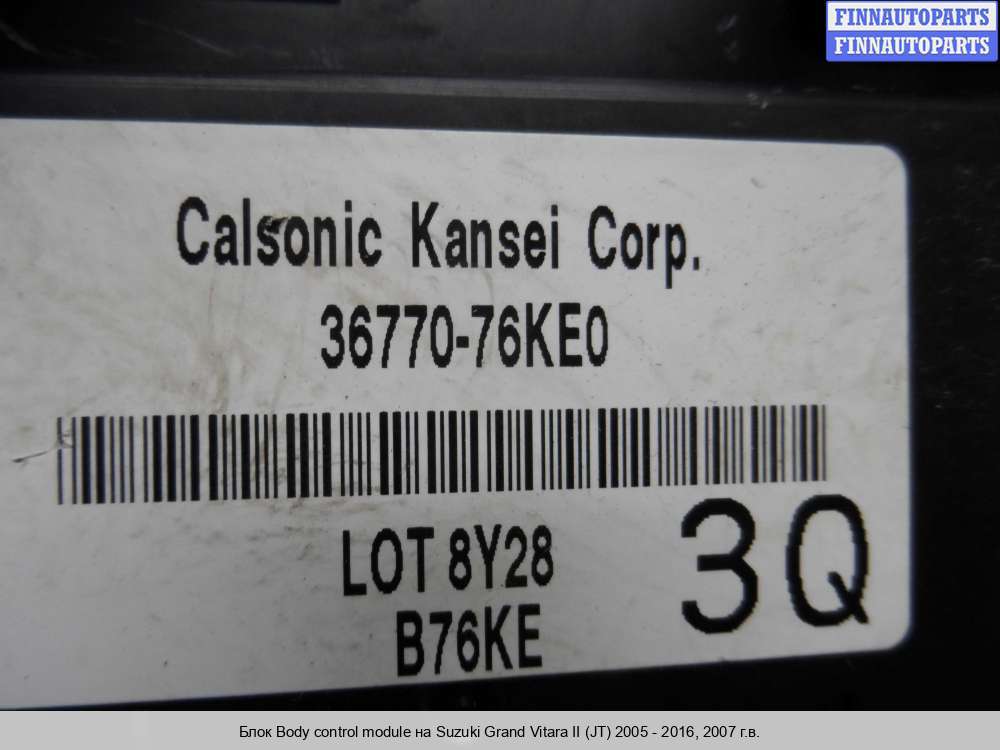 FINNAUTOPARTS
FINNAUTOPARTS
Calsonic Kansei Corp.
36770-76KE0
LOT 8Y28
B76KE
3Q
Блок Body control module на Suzuki Grand Vitara II (JT) 2005 - 2016, 2007 г.в.